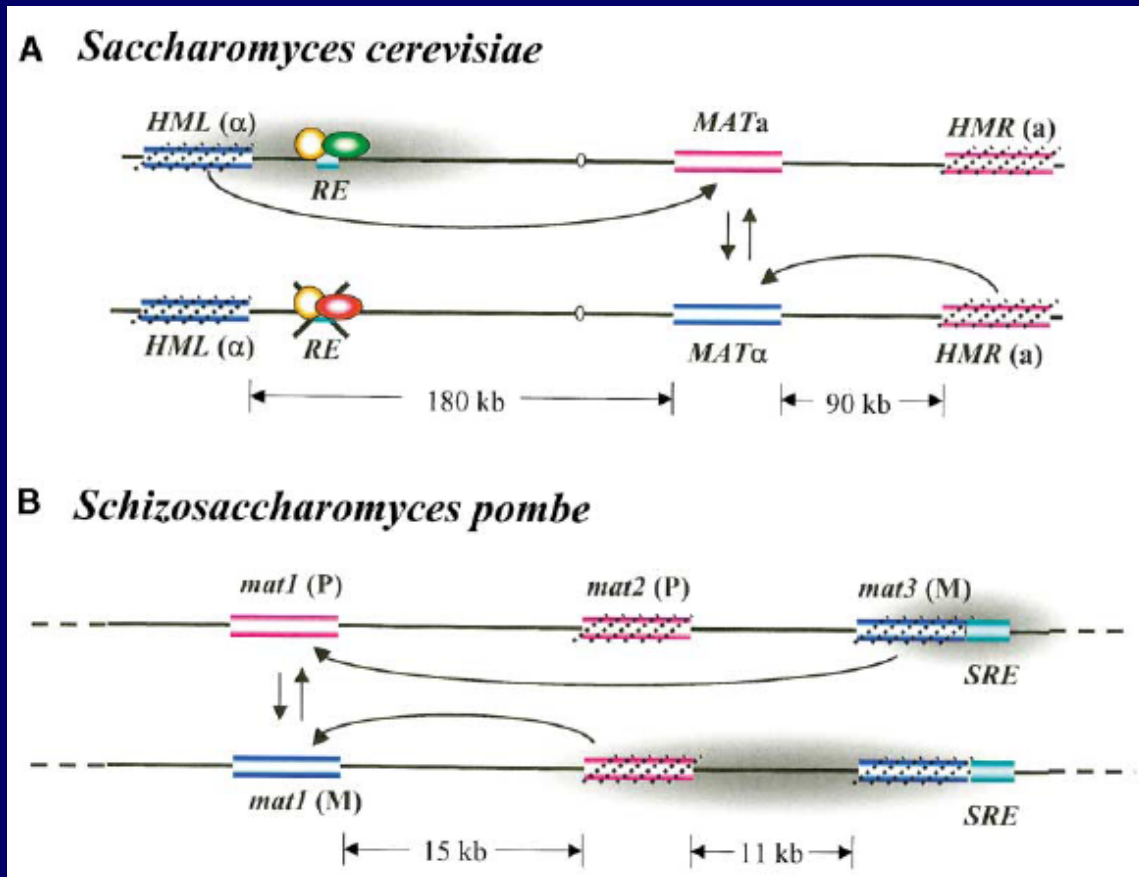 A Saccharomyces cerevisiae
HML (α) MATa HMR (a)
RE
HML (α) RE MATα HMR (a)
180 kb 90 kb
B Schizosaccharomyces pombe
mat1 (P) mat2 (P) mat3 (M)
SRE
mat1 (M) SRE
15 kb 11 kb